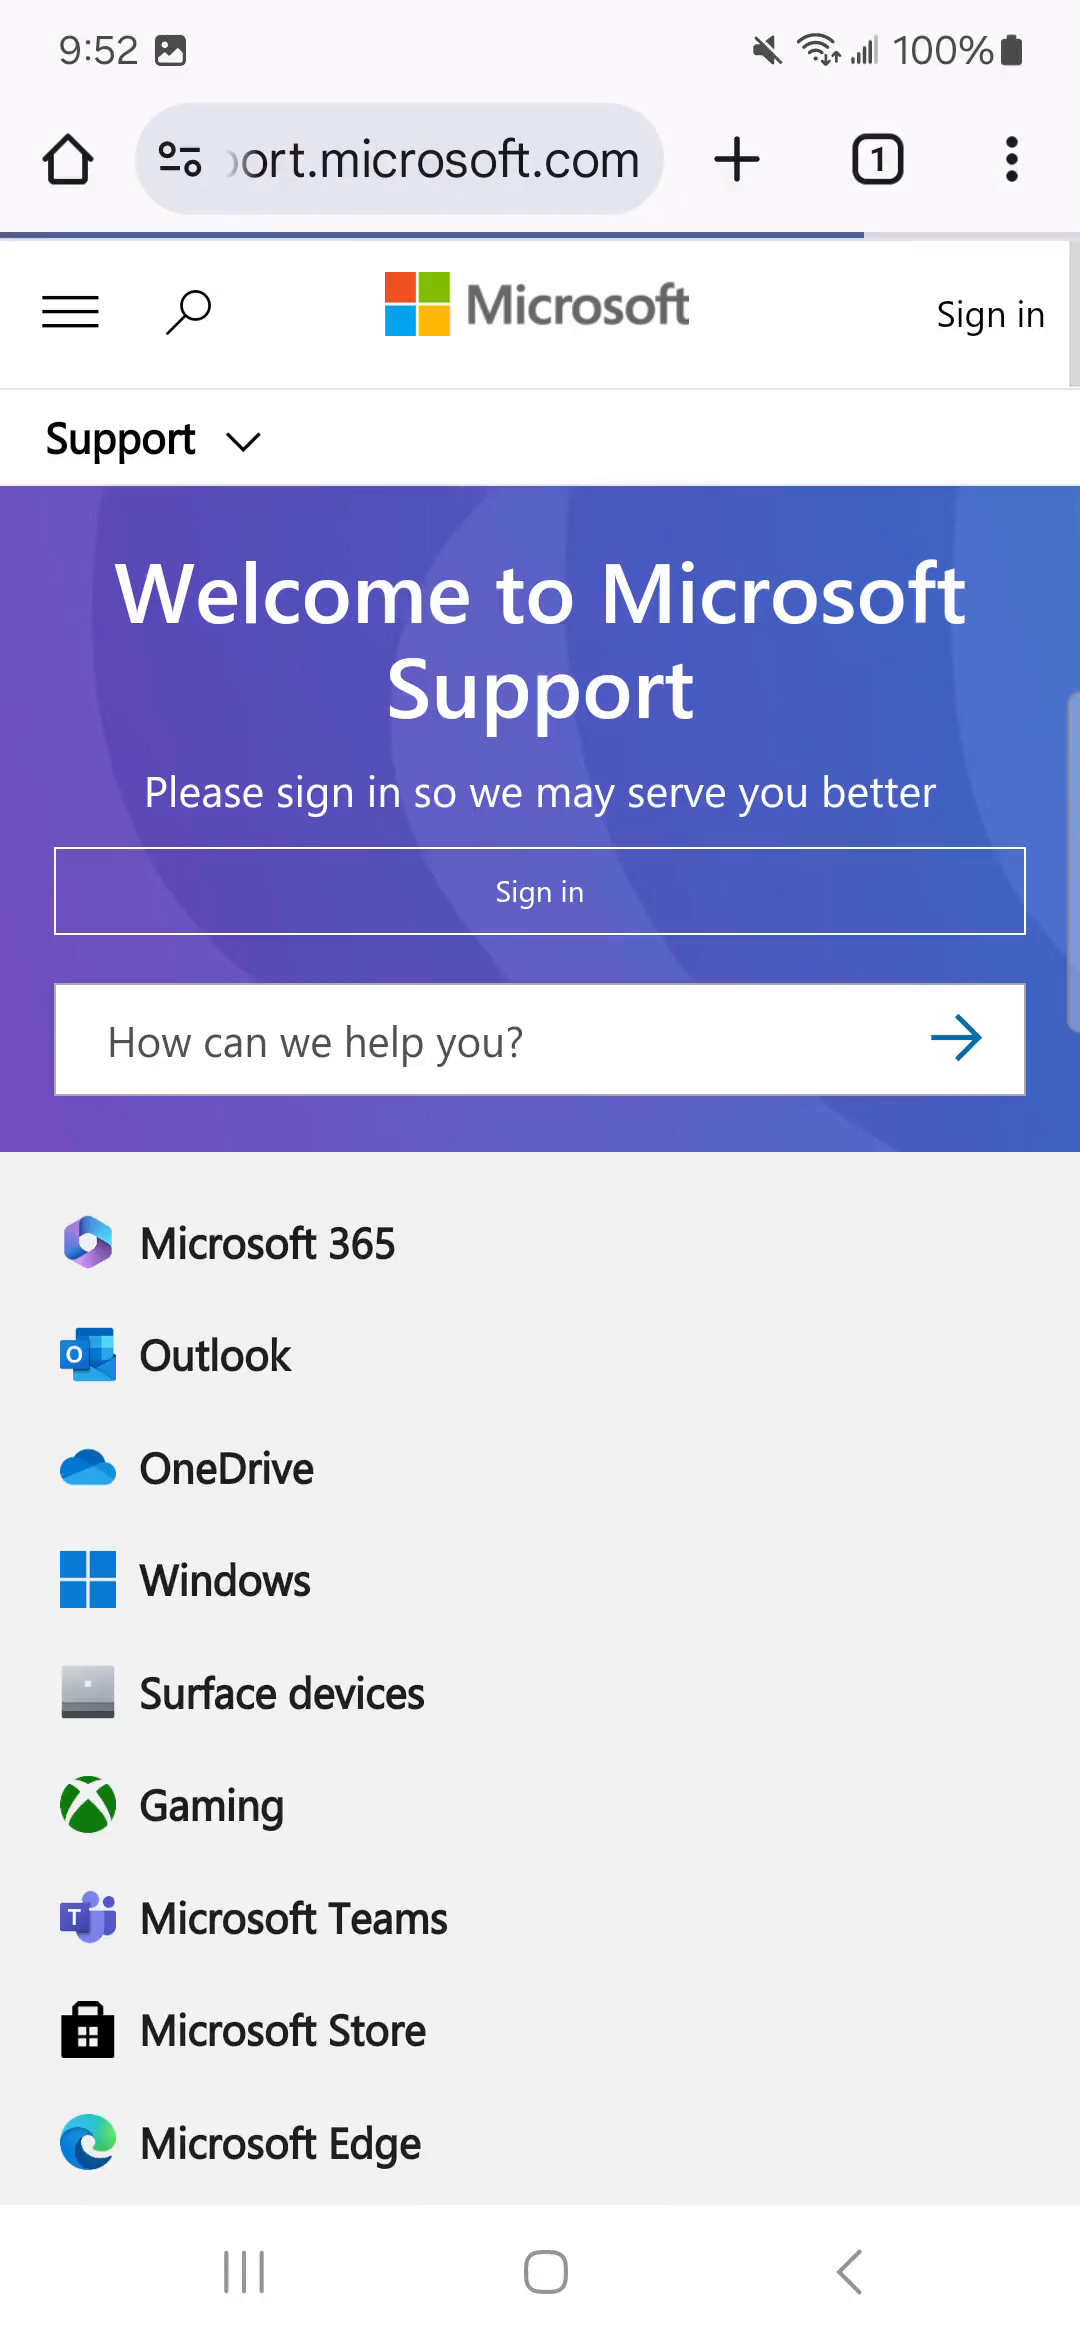 9:52 100%
ort.microsoft.com 1
Microsoft Sign in
Support
Welcome to Microsoft
Support
Please sign in so we may serve you better
Sign in
How can we help you?
Microsoft 365
Outlook
OneDrive
Windows
Surface devices
Gaming
Microsoft Teams
Microsoft Store
Microsoft Edge